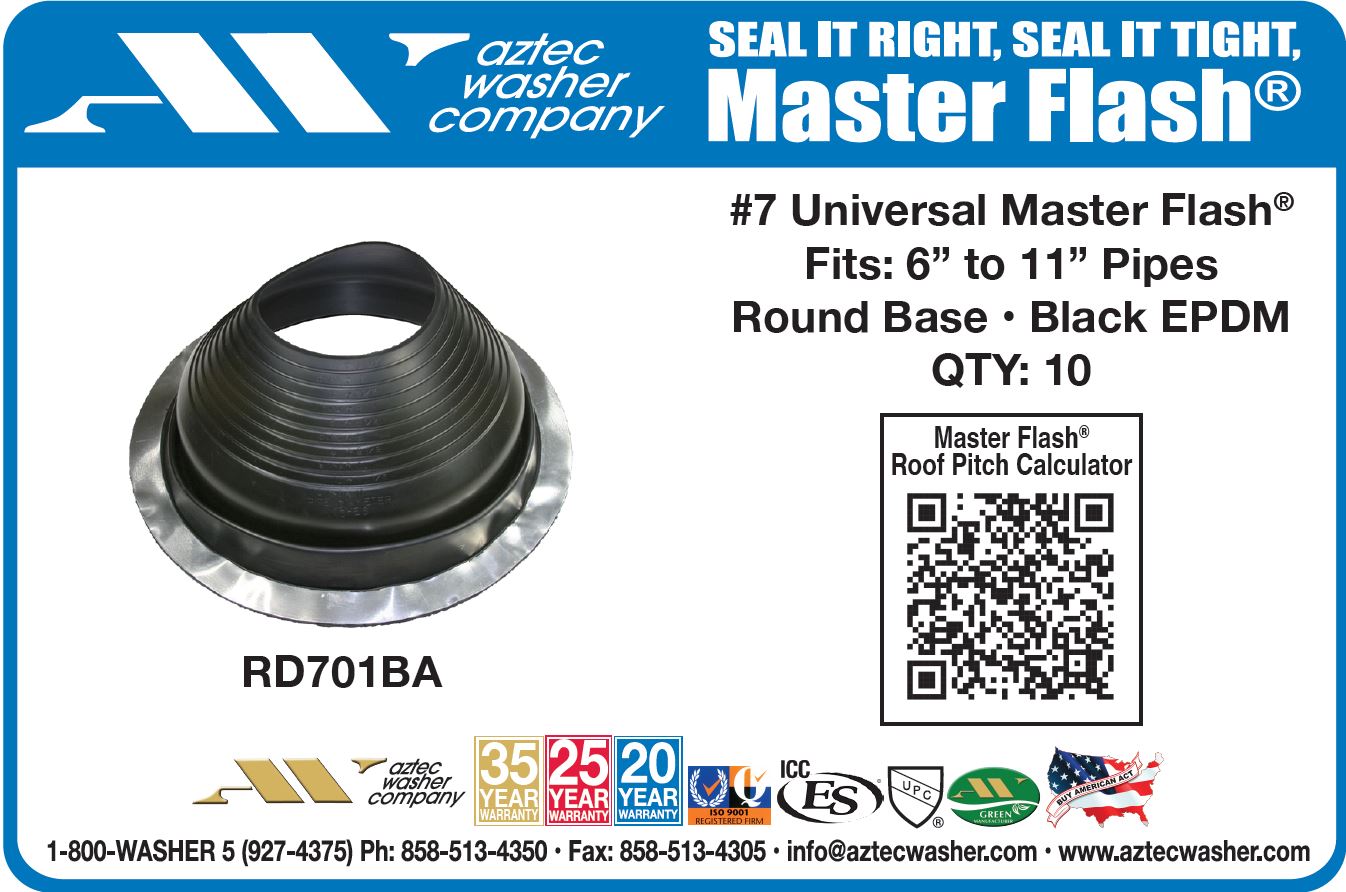 aztec
washer
company
SEAL IT RIGHT, SEAL IT TIGHT,
Master Flash®
#7 Universal Master Flash®
Fits: 6” to 11” Pipes
Round Base • Black EPDM
QTY: 10
Master Flash®
Roof Pitch Calculator
RD701BA
aztec
washer
company
35
YEAR
WARRANTY
25
YEAR
WARRANTY
20
YEAR
WARRANTY
ISO 9001
REGISTERED FIRM
ICC
ES
UPC
®
GREEN
MANUFACTURER
BUY AMERICAN ACT
1-800-WASHER 5 (927-4375) Ph: 858-513-4350 • Fax: 858-513-4305 • info@aztecwasher.com • www.aztecwasher.com